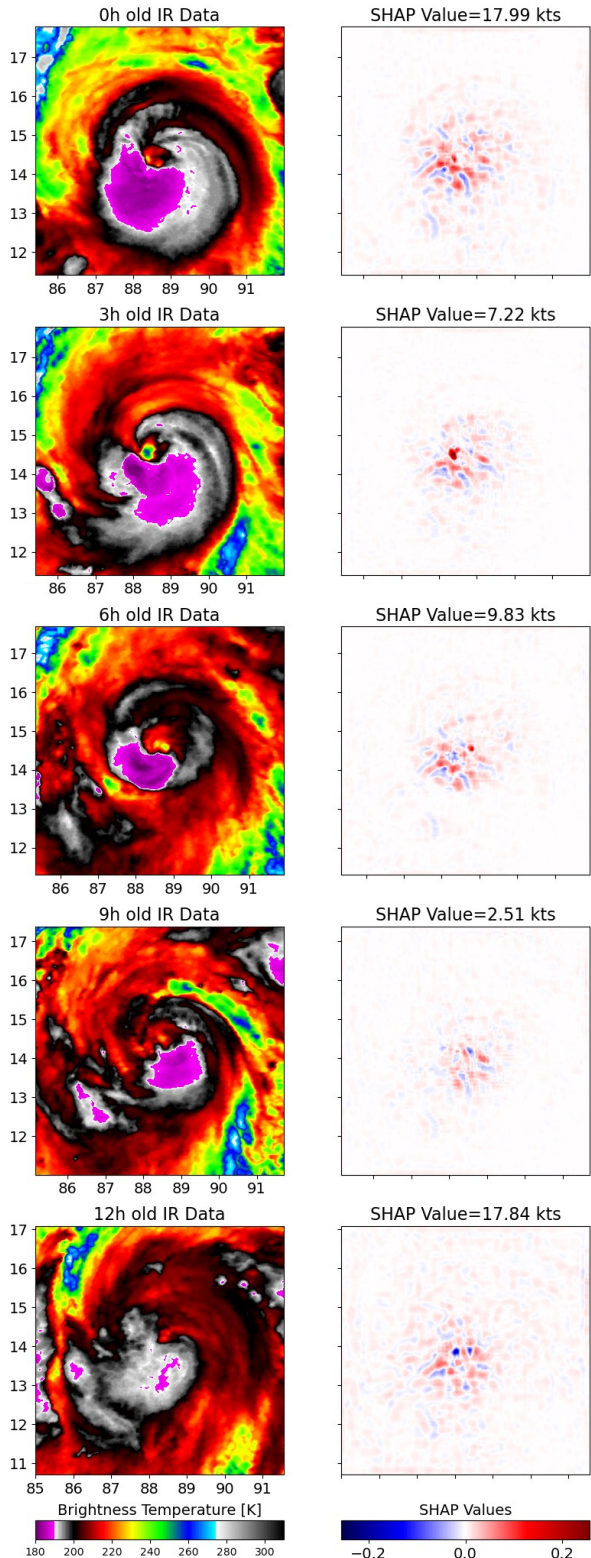 0h old IR Data
SHAP Value=17.99 kts
17
16
15
14
13
12
86 87 88 89 90 91
3h old IR Data
SHAP Value=7.22 kts
17
16
15
14
13
12
86 87 88 89 90 91
6h old IR Data
SHAP Value=9.83 kts
17
16
15
14
13
12
86 87 88 89 90 91
9h old IR Data
SHAP Value=2.51 kts
17
16
15
14
13
12
86 87 88 89 90 91
12h old IR Data
SHAP Value=17.84 kts
17
16
15
14
13
12
11
85 86 87 88 89 90 91
Brightness Temperature [K]
180 200 220 240 260 280 300
SHAP Values
−0.2 0.0 0.2